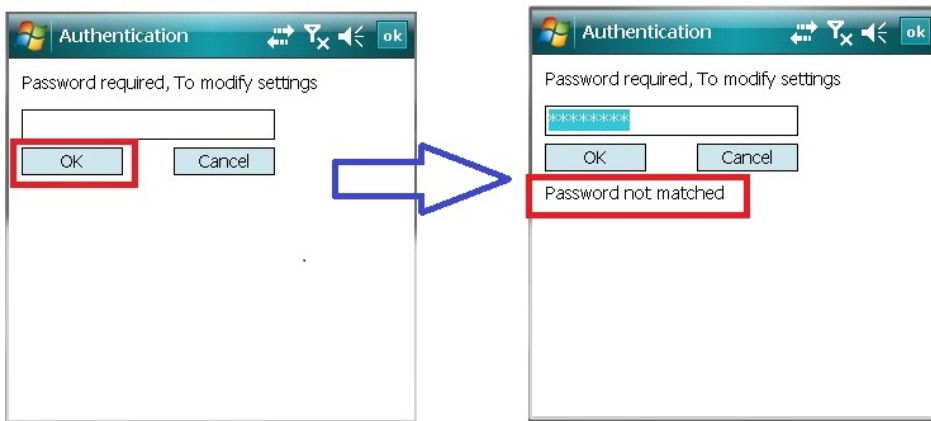 Authentication ok
Password required, To modify settings
OK Cancel
Authentication ok
Password required, To modify settings
********
OK Cancel
Password not matched